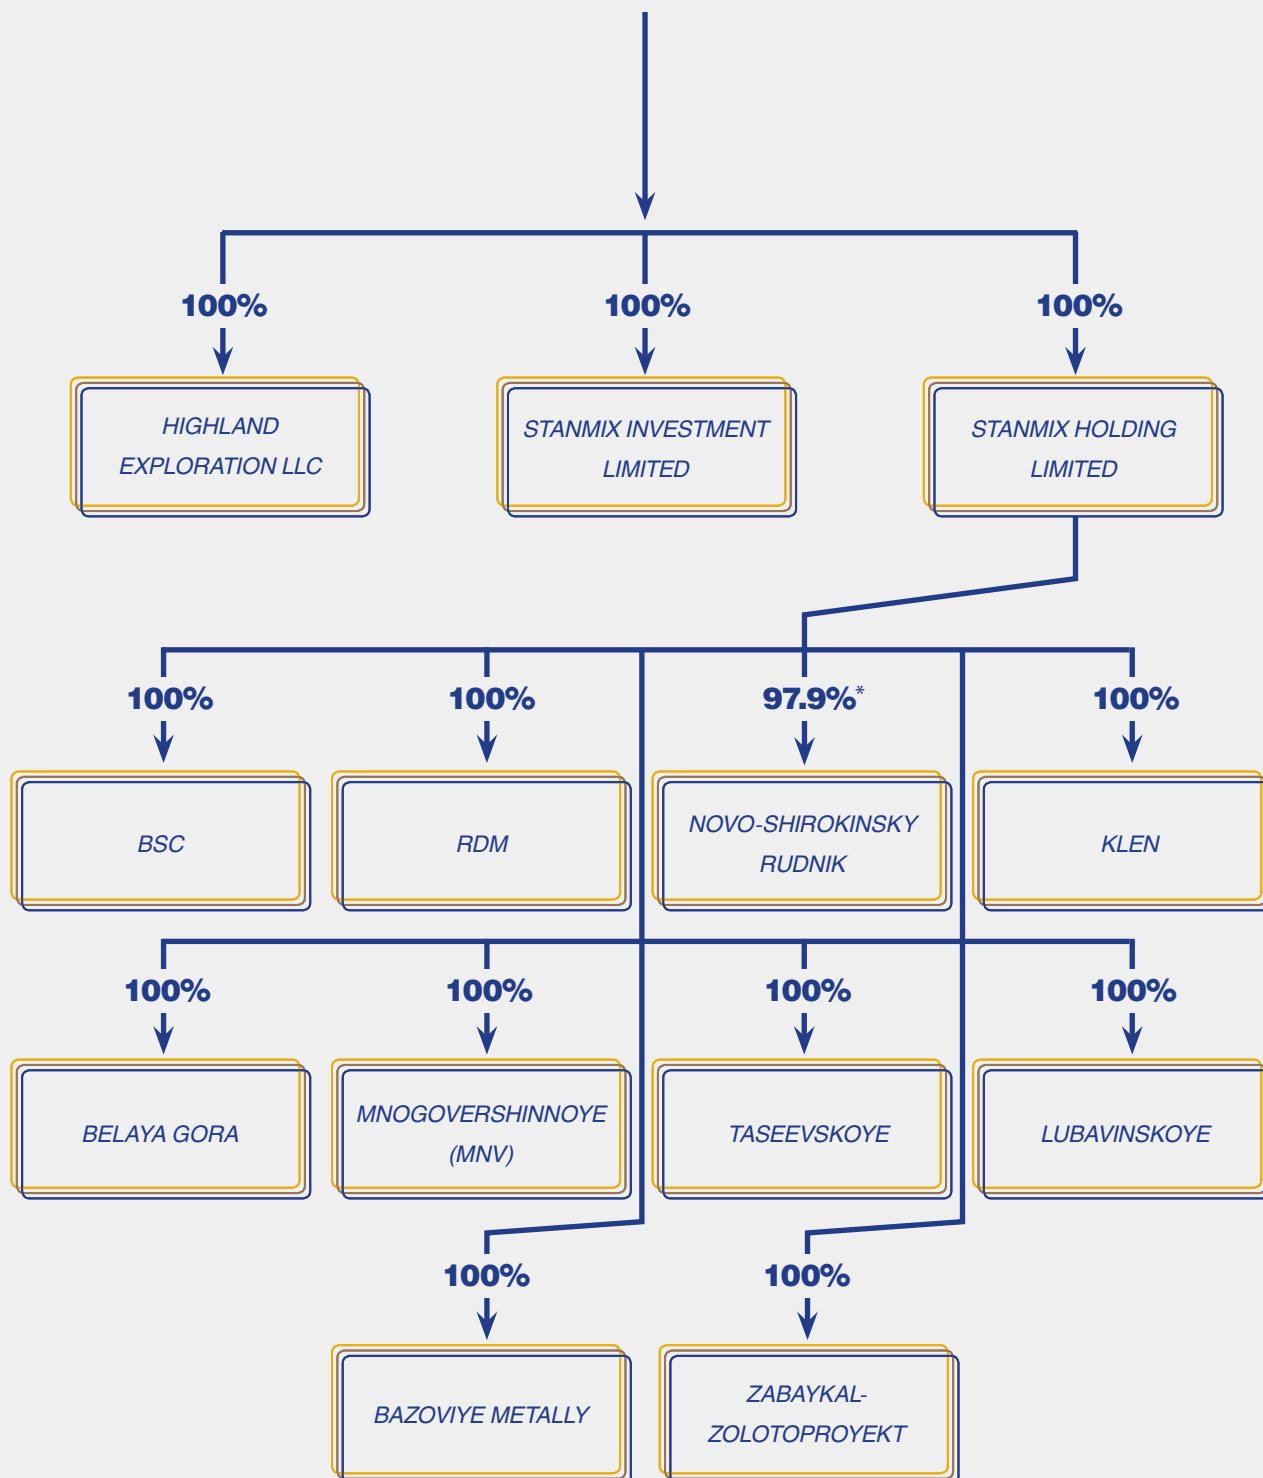 100%
100%
100%
HIGHLAND
EXPLORATION LLC
STANMIX INVESTMENT
LIMITED
STANMIX HOLDING
LIMITED
100%
100%
97.9%*
100%
BSC
RDM
NOVO-SHIROKINSKY
RUDNIK
KLEN
100%
100%
100%
100%
BELAYA GORA
MNOGOVERSHINNOYE
(MNV)
TASEEVSKOYE
LUBAVINSKOYE
100%
100%
BAZOVIYE METALLY
ZABAYKAL-
ZOLOTOPROYEKT